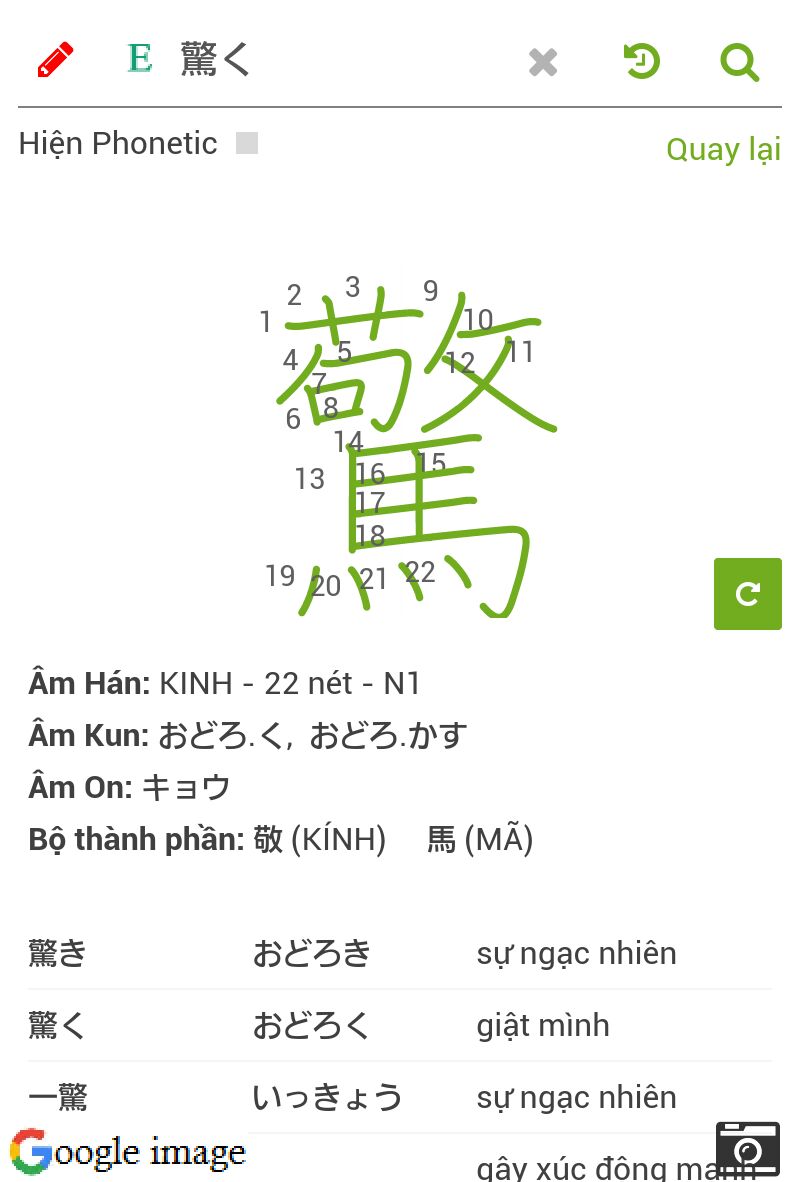 E 驚く
Hiện Phonetic
Quay lại
驚
1 2 3 4 5 6 7 8 9 10 11 12 13 14 15 16 17 18 19 20 21 22
Âm Hán: KINH - 22 nét - N1
Âm Kun: おどろ.く, おどろ.かす
Âm On: キョウ
Bộ thành phần: 敬 (KÍNH) 馬 (MÃ)
驚き おどろき sự ngạc nhiên
驚く おどろく giật mình
一驚 いっきょう sự ngạc nhiên
Google image
gây xúc động mạnh